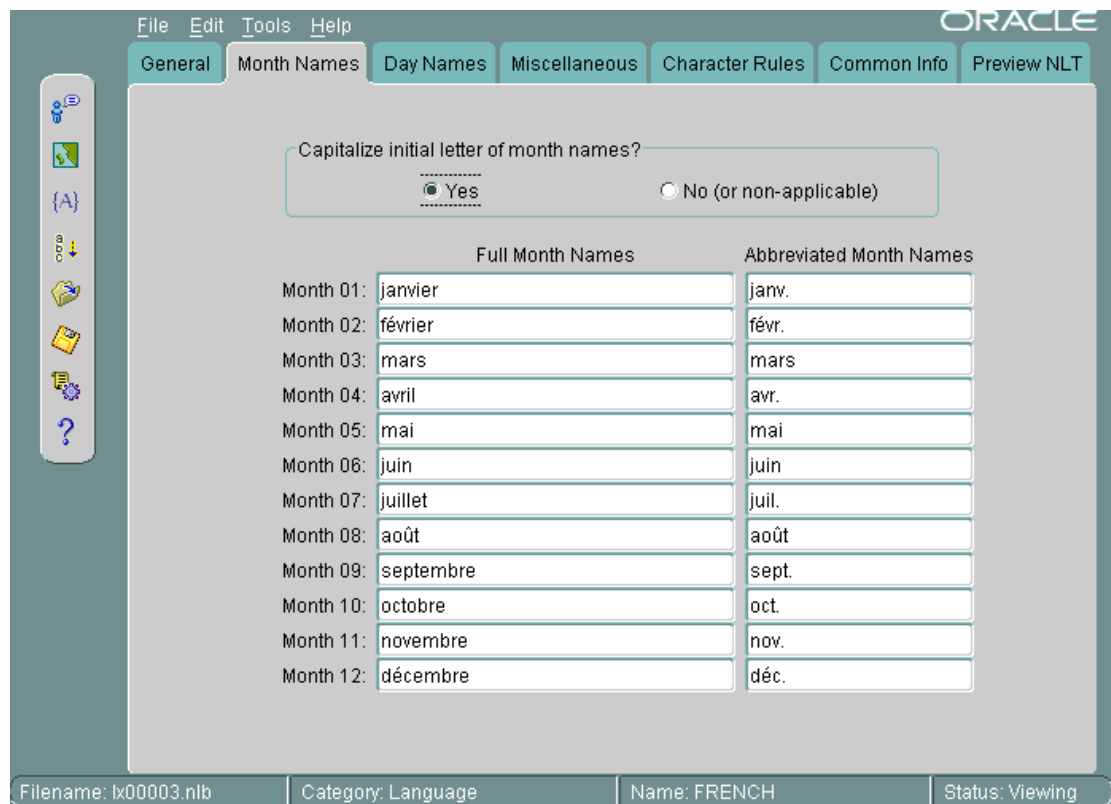 File Edit Tools Help
ORACLE
General Month Names Day Names Miscellaneous Character Rules Common Info Preview NLT
Capitalize initial letter of month names?
Yes No (or non-applicable)
{A}
a
b
c
?
Full Month Names Abbreviated Month Names
Month 01: janvier janv.
Month 02: février févr.
Month 03: mars mars
Month 04: avril avr.
Month 05: mai mai
Month 06: juin juin
Month 07: juillet juil.
Month 08: août août
Month 09: septembre sept.
Month 10: octobre oct.
Month 11: novembre nov.
Month 12: décembre déc.
Filename: lx00003.nlb Category: Language Name: FRENCH Status: Viewing